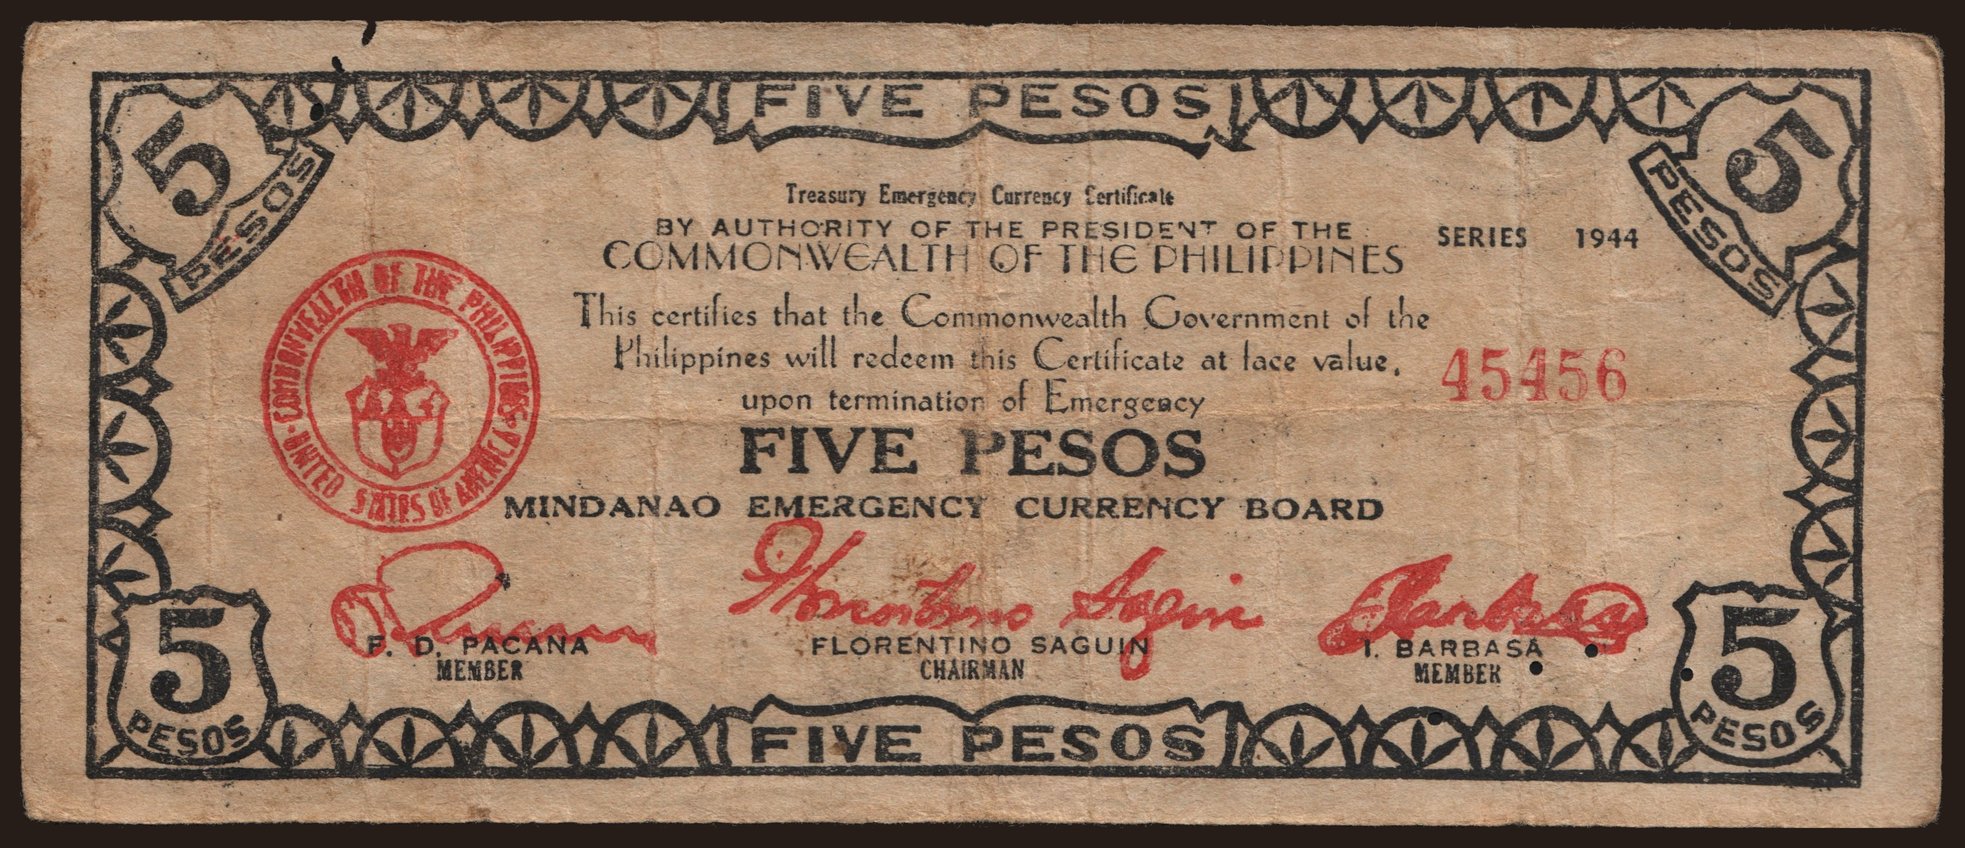 FIVE PESOS
5 PESOS
5 PESOS
Treasury Emergency Currency Certificate
BY AUTHORITY OF THE PRESIDENT OF THE
COMMONWEALTH OF THE PHILIPPINES
SERIES 1944
COMMONWEALTH OF THE PHILIPPINES
UNITED STATES OF AMERICA
This certifies that the Commonwealth Government of the
Philippines will redeem this Certificate at face value,
upon termination of Emergency
45456
FIVE PESOS
MINDANAO EMERGENCY CURRENCY BOARD
Florentino Saguin
I Barbasa
F. D. PACANA
MEMBER
FLORENTINO SAGUIN
CHAIRMAN
I. BARBASA
MEMBER
5 PESOS
5 PESOS
FIVE PESOS